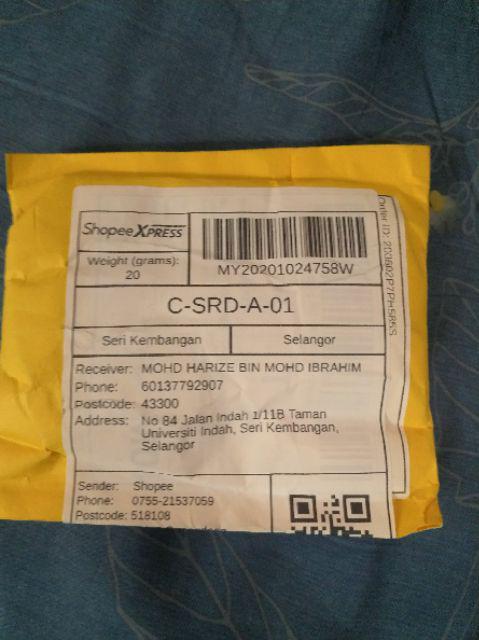 Shopee XPRESS
MY20201024758W
Weight (grams):
20
C-SRD-A-01
Seri Kembangan
Selangor
Receiver: MOHD HARIZE BIN MOHD IBRAHIM
Phone: 60137792907
Postcode: 43300
Address: No 84 Jalan Indah 1/11B Taman
Universiti Indah, Seri Kembangan,
Selangor
Sender: Shopee
Phone: 0755-21537059
Postcode: 518108
Order ID: